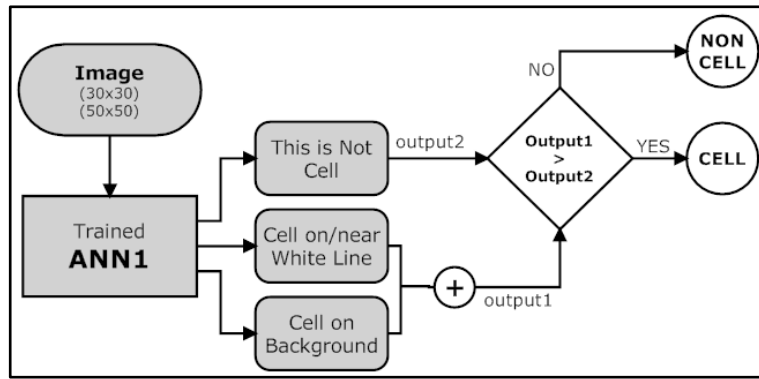 Image
(30x30)
(50x50)
Trained
ANN1
This is Not
Cell
Cell on/near
White Line
Cell on
Background
output2
+
output1
Output1
>
Output2
NO
YES
NON
CELL
CELL